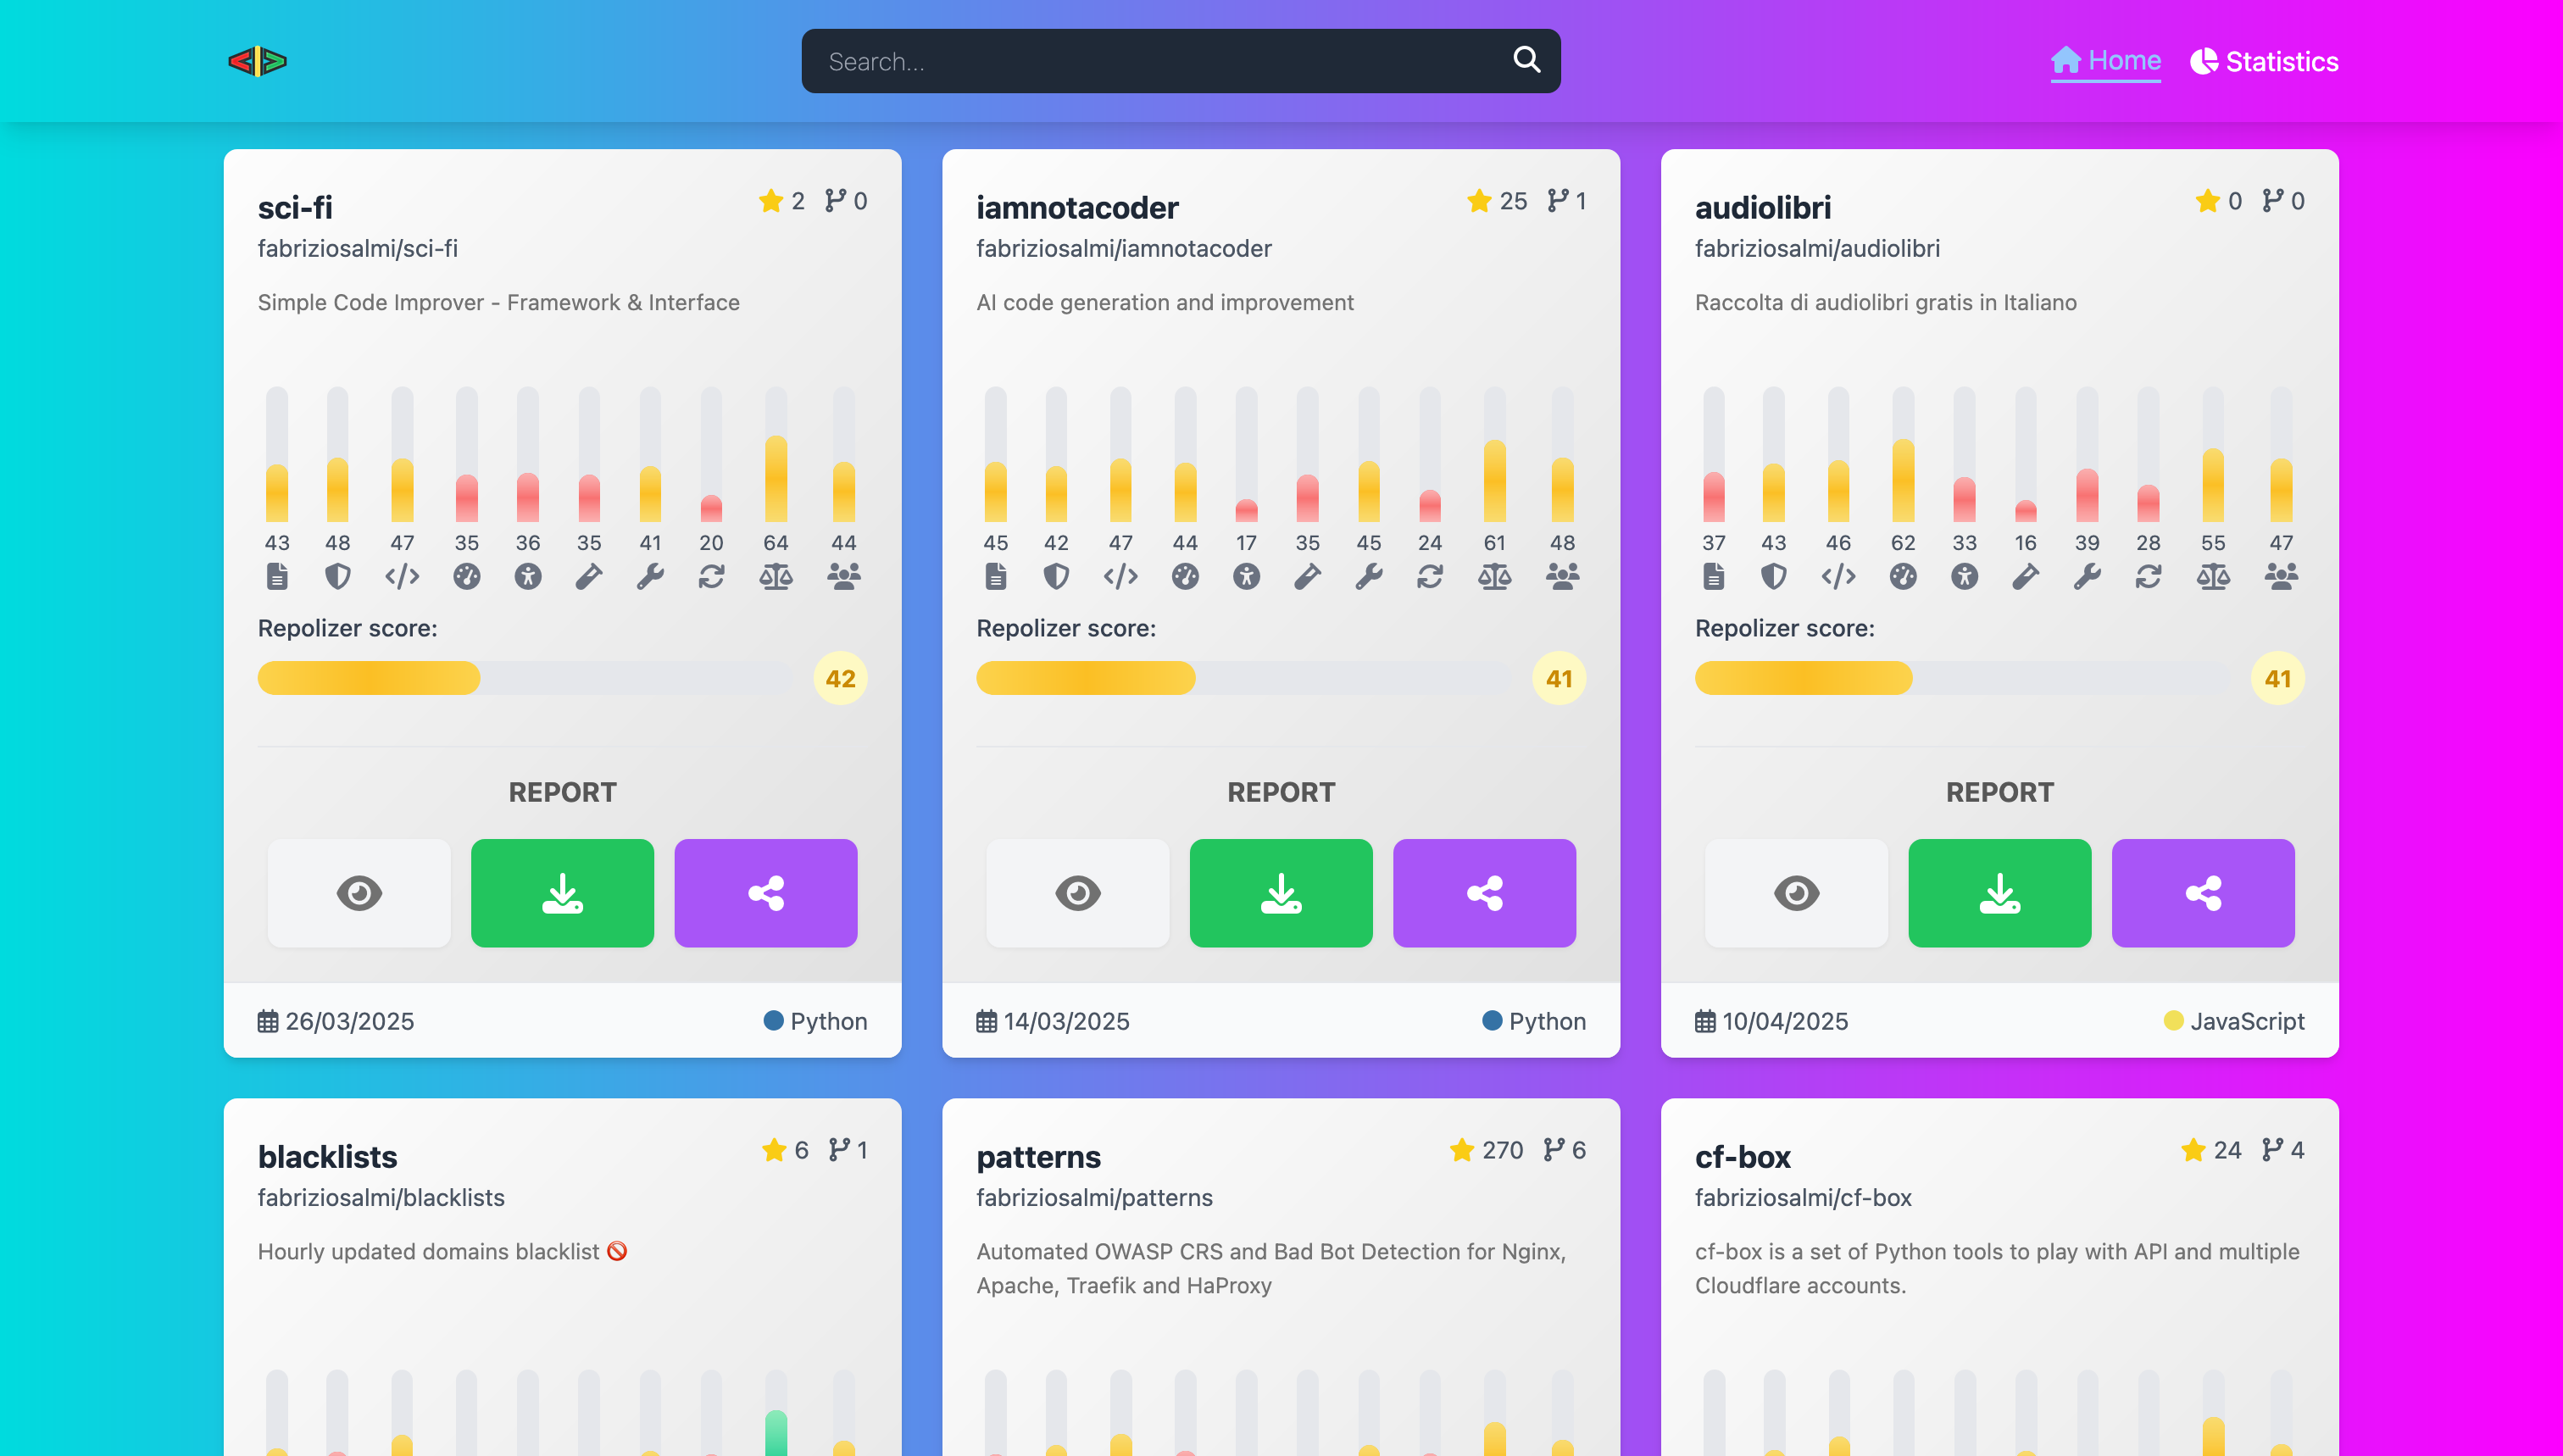 Search...
Home
Statistics
sci-fi
2 0
fabriziosalmi/sci-fi
Simple Code Improver - Framework & Interface
43 48 47 35 36 35 41 20 64 44
Repolizer score:
42
REPORT
26/03/2025
Python
iamnotacoder
25 1
fabriziosalmi/iamnotacoder
AI code generation and improvement
45 42 47 44 17 35 45 24 61 48
Repolizer score:
41
REPORT
14/03/2025
Python
audiolibri
0 0
fabriziosalmi/audiolibri
Raccolta di audiolibri gratis in Italiano
37 43 46 62 33 16 39 28 55 47
Repolizer score:
41
REPORT
10/04/2025
JavaScript
blacklists
6 1
fabriziosalmi/blacklists
Hourly updated domains blacklist 🚫
patterns
270 6
fabriziosalmi/patterns
Automated OWASP CRS and Bad Bot Detection for Nginx,
Apache, Traefik and HaProxy
cf-box
24 4
fabriziosalmi/cf-box
cf-box is a set of Python tools to play with API and multiple
Cloudflare accounts.